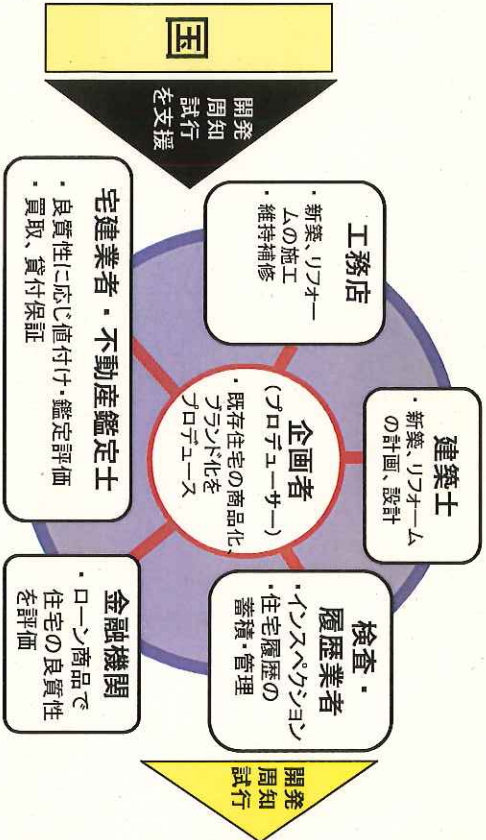 国
開発
周知
試行
を支援
建築士
・新築、リフォーム
の計画、設計
工務店
・新築、リフォー
ムの施工
・維持補修
検査・
履歴業者
・インスペクション
・住宅履歴の
蓄積・管理
企画者
(プロデューサー)
・既存住宅の商品化、
ブランド化を
プロデュース
宅建業者・不動産鑑定士
・良質性に応じ値付け・鑑定評価
・買取、貸付保証
金融機関
・ローン商品で
住宅の良質性
を評価
開発
周知
試行